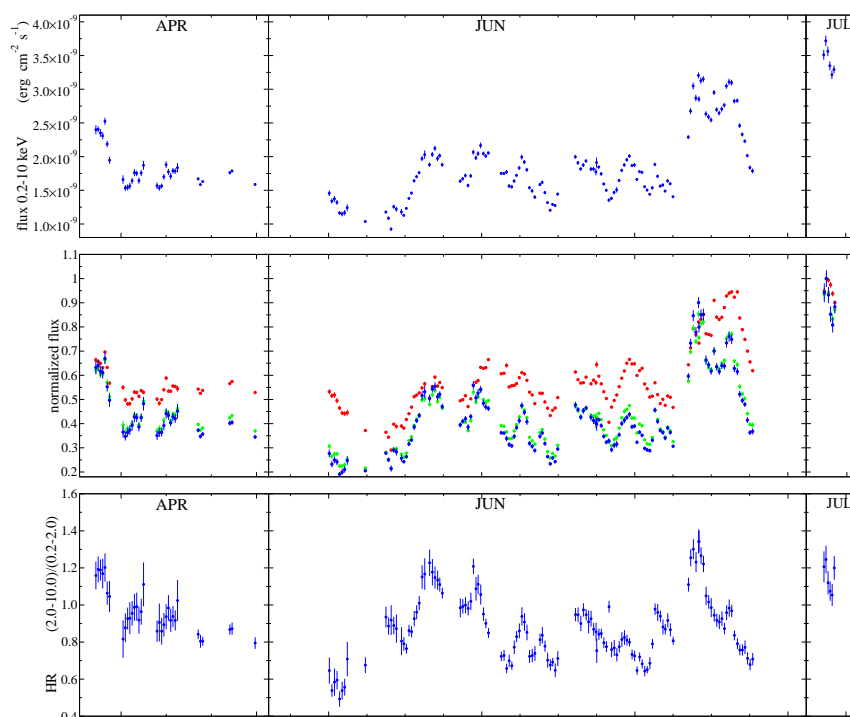 APR
JUN
JUL
4.0×10⁻⁹
3.5×10⁻⁹
3.0×10⁻⁹
2.5×10⁻⁹
2.0×10⁻⁹
1.5×10⁻⁹
1.0×10⁻⁹
flux 0.2-10 keV (erg cm⁻² s⁻¹)
1.1
1
0.9
0.8
0.7
0.6
0.5
0.4
0.3
0.2
normalized flux
APR
JUN
JUL
1.6
1.4
1.2
1.0
0.8
0.6
0.4
HR (2.0-10.0)/(0.2-2.0)